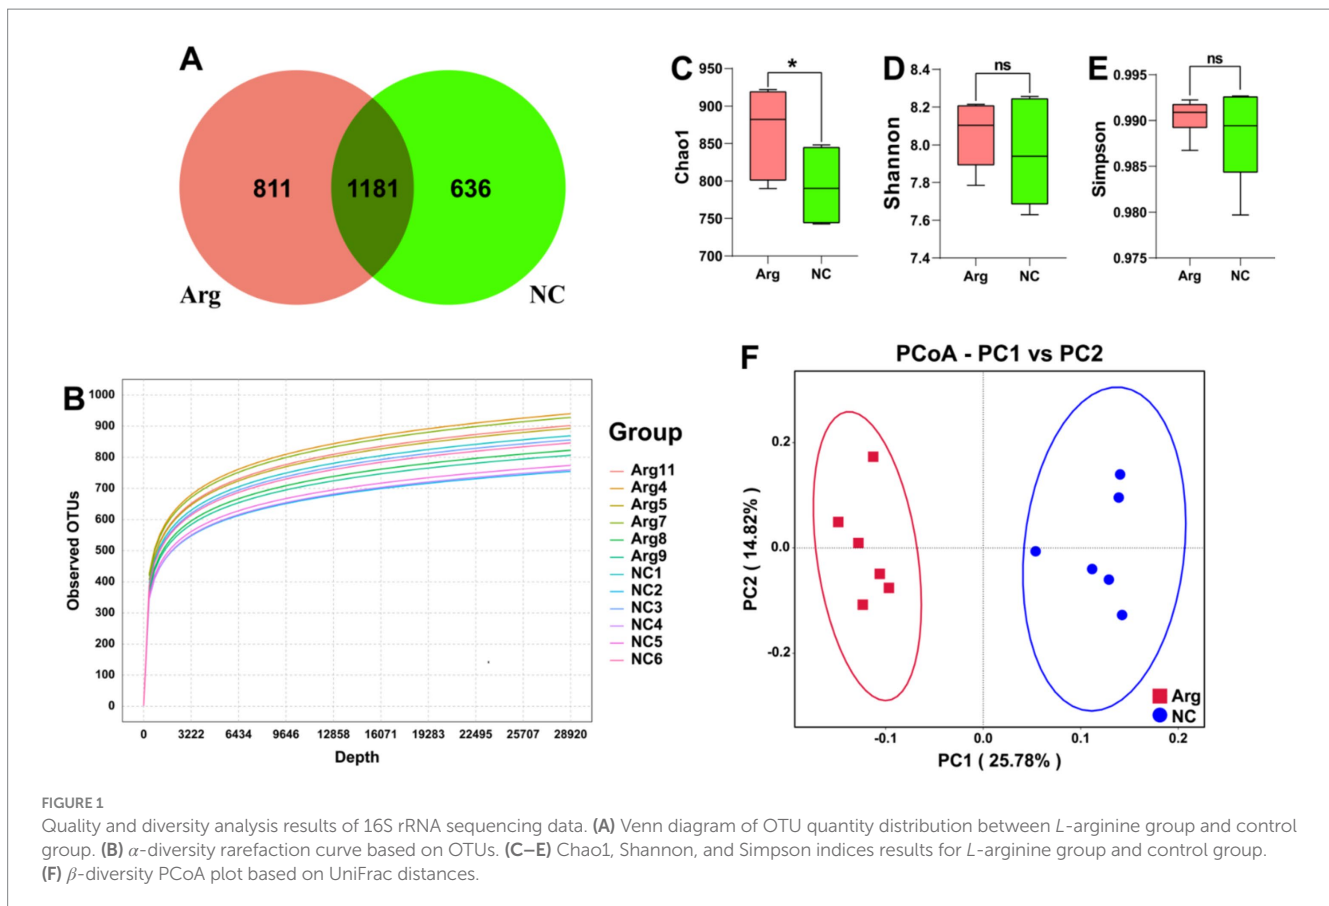 A
811
1181
636
Arg
NC
C
950
900
850
800
750
700
Chao1
*
Arg
NC
D
8.4
8.2
8.0
7.8
7.6
7.4
Shannon
ns
Arg
NC
E
0.995
0.990
0.985
0.980
0.975
Simpson
ns
Arg
NC
B
1000
900
800
700
600
500
400
300
200
100
0
Observed OTUs
0 3222 6434 9646 12858 16071 19283 22495 25707 28920
Depth
Group
Arg11
Arg4
Arg5
Arg7
Arg8
Arg9
NC1
NC2
NC3
NC4
NC5
NC6
F
PCoA - PC1 vs PC2
0.2
0.0
-0.2
PC2 ( 14.82% )
Arg
NC
-0.1 0.0 0.1 0.2
PC1 ( 25.78% )
FIGURE 1
Quality and diversity analysis results of 16S rRNA sequencing data. (A) Venn diagram of OTU quantity distribution between L-arginine group and control
group. (B) α-diversity rarefaction curve based on OTUs. (C–E) Chao1, Shannon, and Simpson indices results for L-arginine group and control group.
(F) β-diversity PCoA plot based on UniFrac distances.